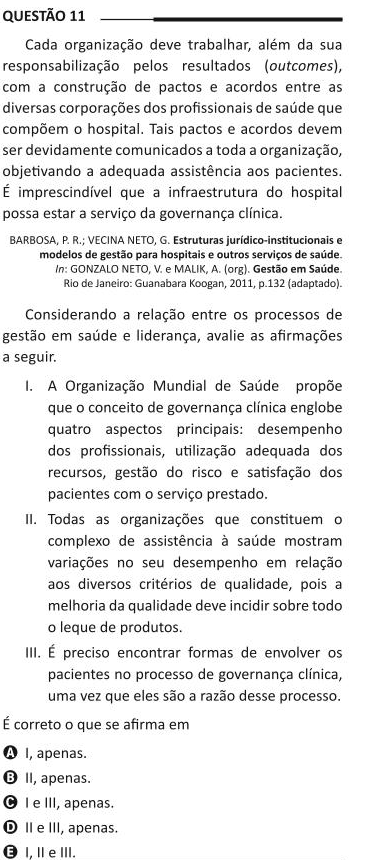 QUESTÃO 11
Cada organização deve trabalhar, além da sua
responsabilização pelos resultados (outcomes),
com a construção de pactos e acordos entre as
diversas corporações dos profissionais de saúde que
compõem o hospital. Tais pactos e acordos devem
ser devidamente comunicados a toda a organização,
objetivando a adequada assistência aos pacientes.
É imprescindível que a infraestrutura do hospital
possa estar a serviço da governança clínica.
BARBOSA, P. R.; VECINA NETO, G. Estruturas jurídico-institucionais e
modelos de gestão para hospitais e outros serviços de saúde.
In: GONZALO NETO, V. e MALIK, A. (org). Gestão em Saúde.
Rio de Janeiro: Guanabara Koogan, 2011, p.132 (adaptado).
Considerando a relação entre os processos de
gestão em saúde e liderança, avalie as afirmações
a seguir.
I. A Organização Mundial de Saúde propõe
que o conceito de governança clínica englobe
quatro aspectos principais: desempenho
dos profissionais, utilização adequada dos
recursos, gestão do risco e satisfação dos
pacientes com o serviço prestado.
II. Todas as organizações que constituem o
complexo de assistência à saúde mostram
variações no seu desempenho em relação
aos diversos critérios de qualidade, pois a
melhoria da qualidade deve incidir sobre todo
o leque de produtos.
III. É preciso encontrar formas de envolver os
pacientes no processo de governança clínica,
uma vez que eles são a razão desse processo.
É correto o que se afirma em
A I, apenas.
B II, apenas.
C I e III, apenas.
D II e III, apenas.
E I, II e III.